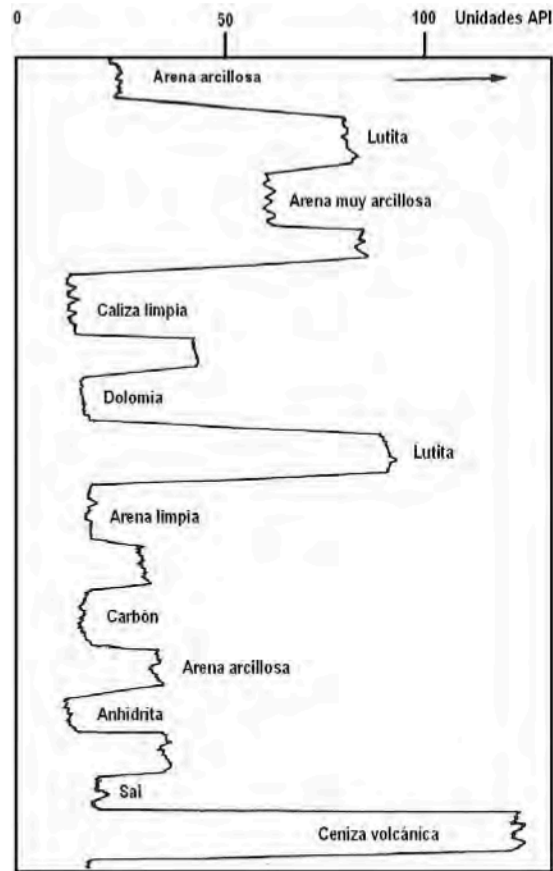 0 50 100 Unidades API
Arena arcillosa
Lutita
Arena muy arcillosa
Caliza limpia
Dolomia
Lutita
Arena limpia
Carbón
Arena arcillosa
Anhidrita
Sal
Ceniza volcánica